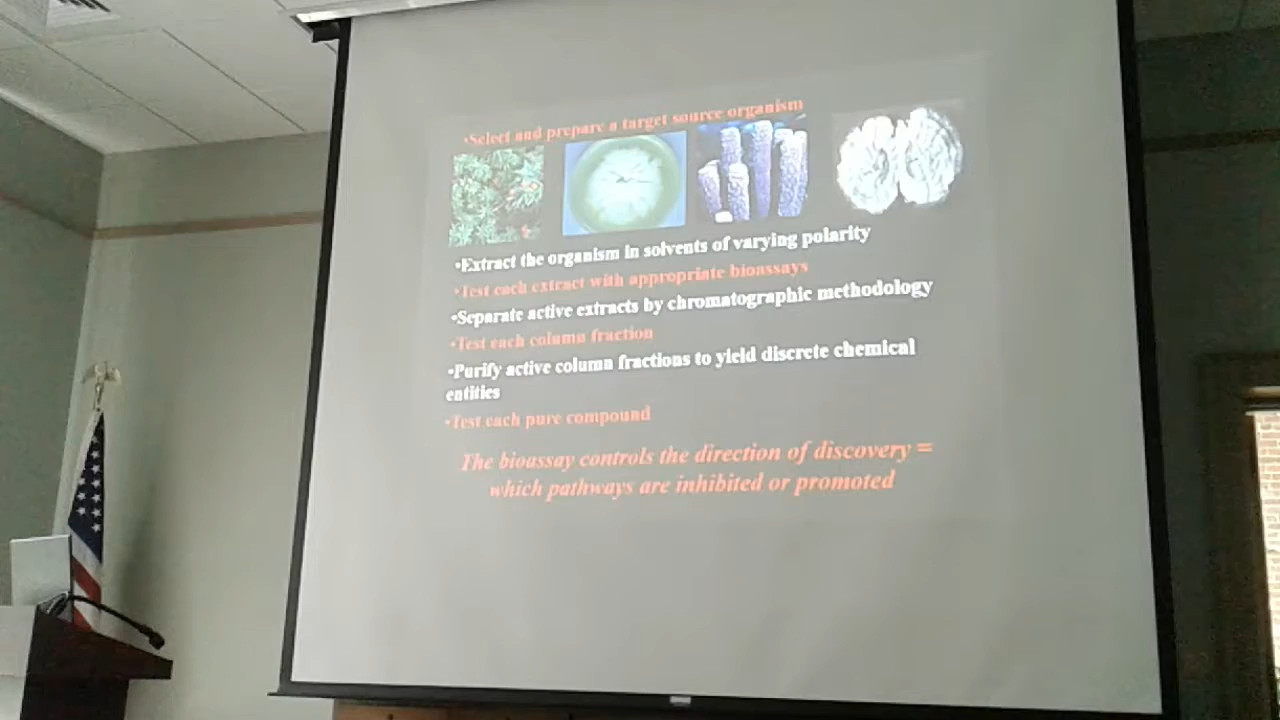 •Select and prepare a target source organism
•Extract the organism in solvents of varying polarity
•Test each extract with appropriate bioassays
•Separate active extracts by chromatographic methodology
•Test each column fraction
•Purify active column fractions to yield discrete chemical
entities
•Test each pure compound
The bioassay controls the direction of discovery =
which pathways are inhibited or promoted